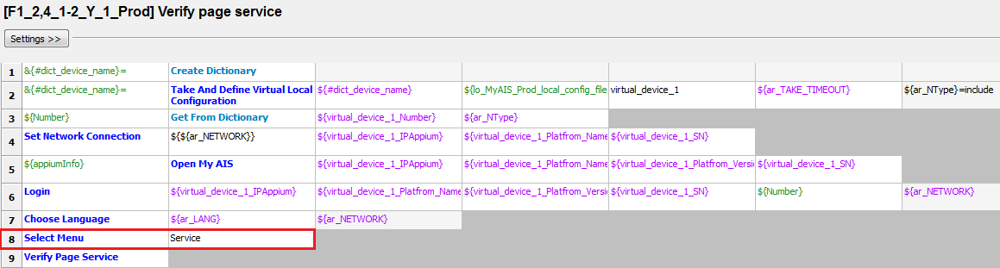 [F1_2,4_1-2_Y_1_Prod] Verify page service
Settings >>
1 &{#dict_device_name}= Create Dictionary
2 &{#dict_device_name}= Take And Define Virtual Local Configuration ${#dict_device_name} ${lo_MyAIS_Prod_local_config_file virtual_device_1 ${ar_TAKE_TIMEOUT} ${ar_NType}=include
3 ${Number} Get From Dictionary ${virtual_device_1_Number} ${ar_NType}
4 Set Network Connection ${${ar_NETWORK}} ${virtual_device_1_IPAppium} ${virtual_device_1_Platfrom_Name ${virtual_device_1_SN}
5 ${appiumInfo} Open My AIS ${virtual_device_1_IPAppium} ${virtual_device_1_Platfrom_Name ${virtual_device_1_Platfrom_Versio ${virtual_device_1_SN}
6 Login ${virtual_device_1_IPAppium} ${virtual_device_1_Platfrom_Name ${virtual_device_1_Platfrom_Versio ${virtual_device_1_SN} ${Number} ${ar_NETWORK}
7 Choose Language ${ar_LANG} ${ar_NETWORK}
8 Select Menu Service
9 Verify Page Service